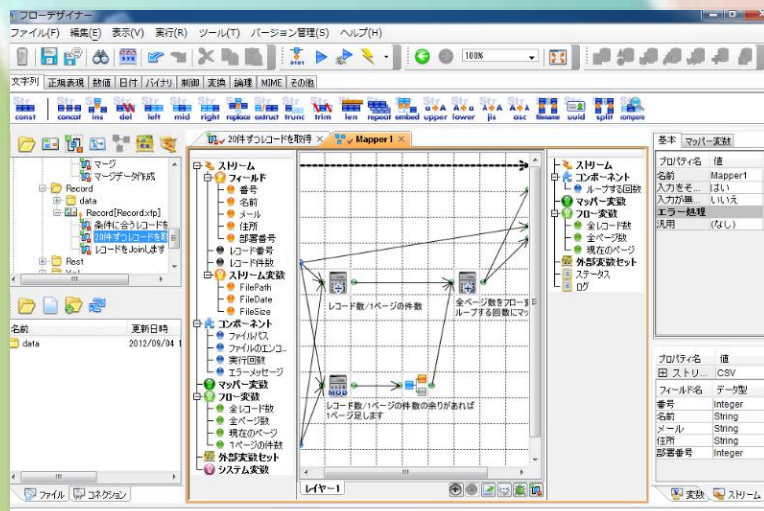 フローデザイナー
ファイル(F) 編集(E) 表示(V) 実行(R) ツール(T) バージョン管理(S) ヘルプ(H)
100%
文字列 正規表現 数値 日付 バイナリ 制御 変換 論理 MIME その他
const concat ins del left mid right replace extract trunc trim len repeat embed upper lower jis asc filename uuid split compare
マージ
マージデータ作成
Record
data
Record[Record.xfp]
条件に合うレコードを
20件ずつレコードを取
レコードをJoinします
Rest
名前 更新日時
data 2012/09/04 1
ファイル コネクション
20件ずつレコードを取得 Mapper1
ストリーム
フィールド
番号
名前
メール
住所
部署番号
レコード番号
レコード件数
ストリーム変数
FilePath
FileDate
FileSize
コンポーネント
ファイルパス
ファイルのエンコ...
実行回数
エラーメッセージ
マッパー変数
フロー変数
全レコード数
全ページ数
現在のページ
1ページの件数
外部変数セット
システム変数
レコード数/1ページの件数
全ページ数をフロー変
ループする回数にマッ
レコード数/1ページの件数の余りがあれば
1ページ足します
レイヤー1
ストリーム
コンポーネント
ループする回数
マッパー変数
フロー変数
全レコード数
全ページ数
現在のページ
外部変数セット
ステータス
ログ
基本 マッパー変数
プロパティ名 値
名前 Mapper1
入力をそ... はい
入力が無... いいえ
エラー処理
汎用 (なし)
プロパティ名 値
ストリ... CSV
フィールド名 データ型
番号 Integer
名前 String
メール String
住所 String
部署番号 Integer
変数 ストリーム